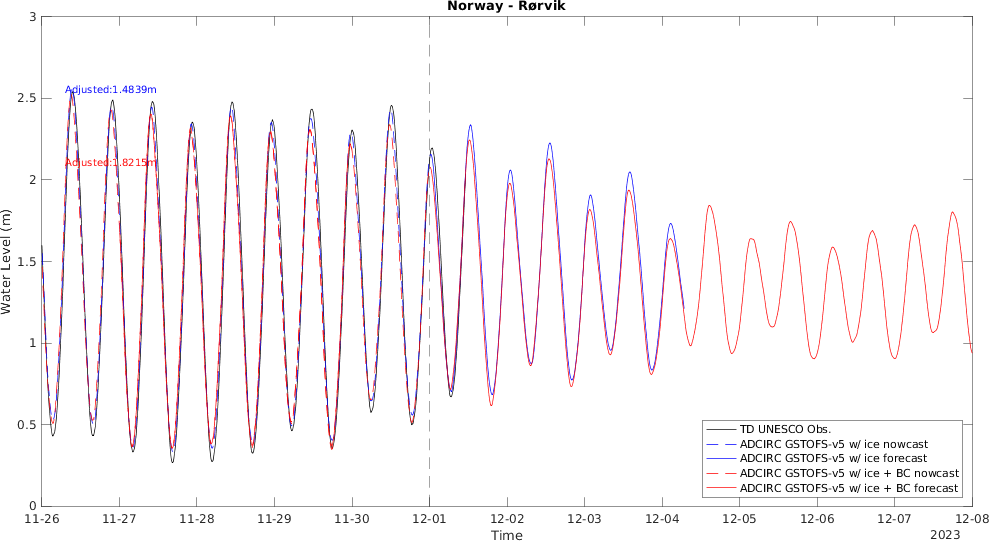 Norway - Rørvik
3
2.5
2
1.5
1
0.5
0
Water Level (m)
Adjusted:1.4839m
Adjusted:1.8215m
TD UNESCO Obs.
ADCIRC GSTOFS-v5 w/ ice nowcast
ADCIRC GSTOFS-v5 w/ ice forecast
ADCIRC GSTOFS-v5 w/ ice + BC nowcast
ADCIRC GSTOFS-v5 w/ ice + BC forecast
11-26 11-27 11-28 11-29 11-30 12-01 12-02 12-03 12-04 12-05 12-06 12-07 12-08
Time
2023